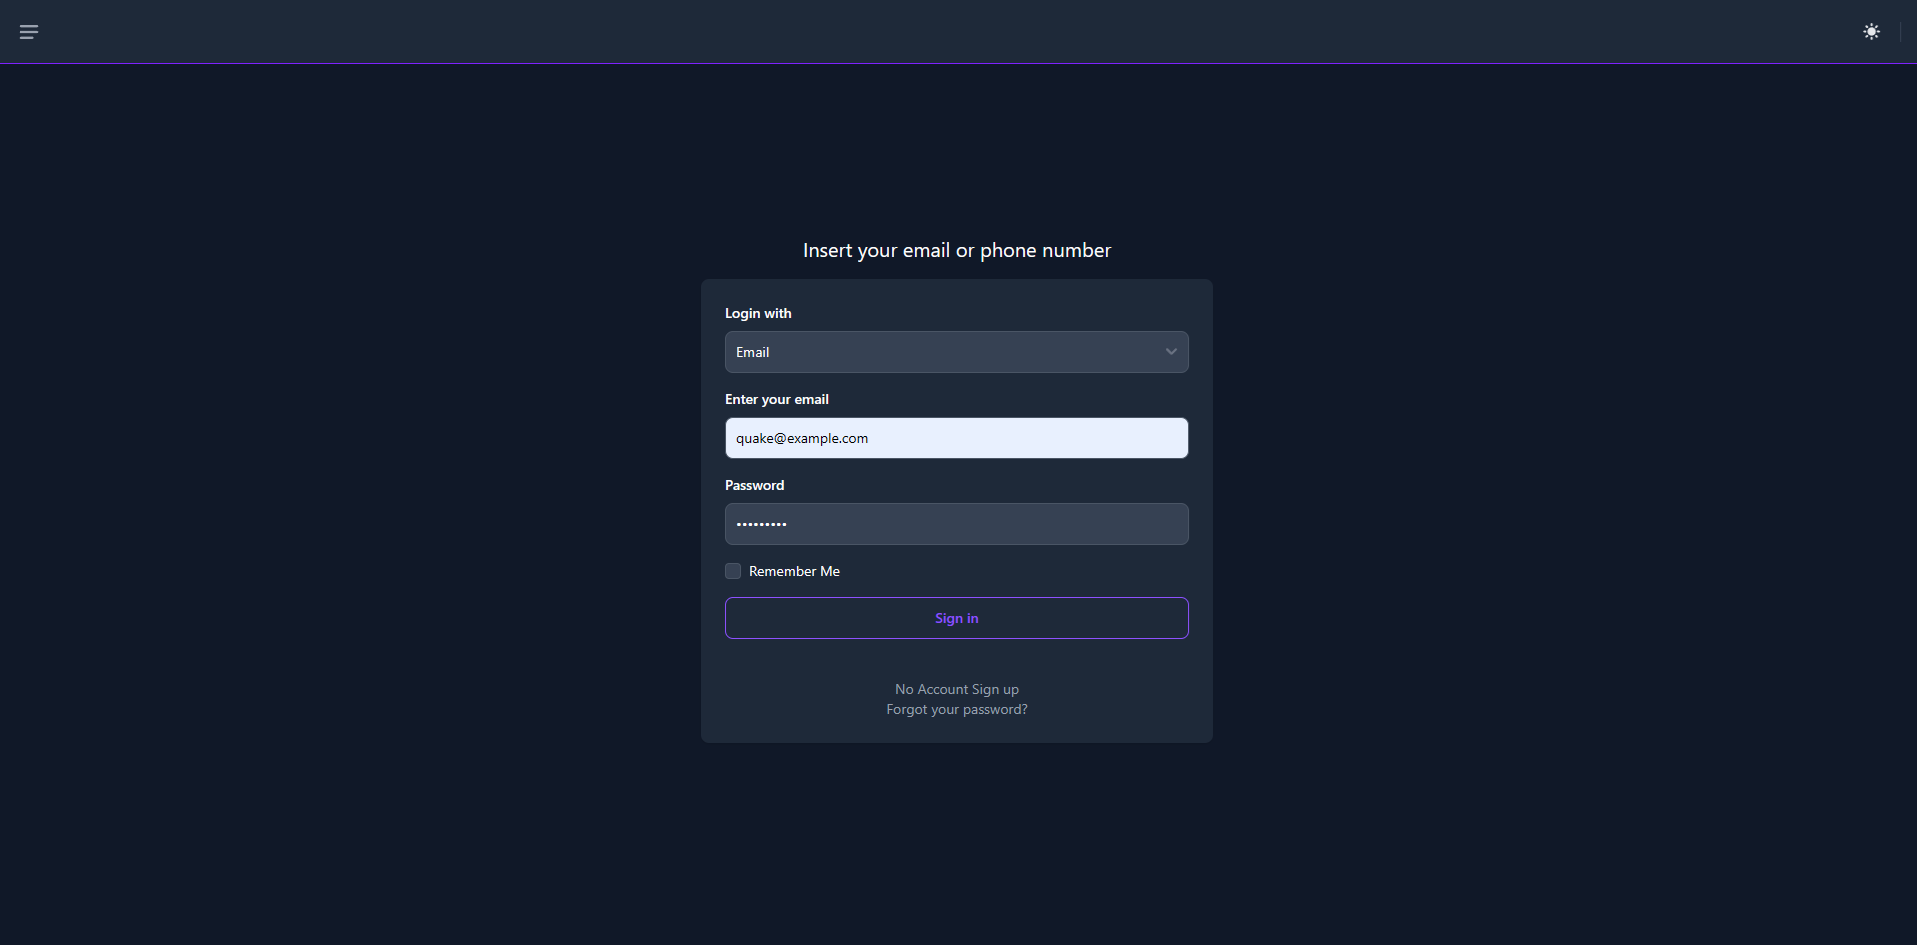 Insert your email or phone number
Login with
Email
Enter your email
quake@example.com
Password
•••••••••
Remember Me
Sign in
No Account Sign up
Forgot your password?